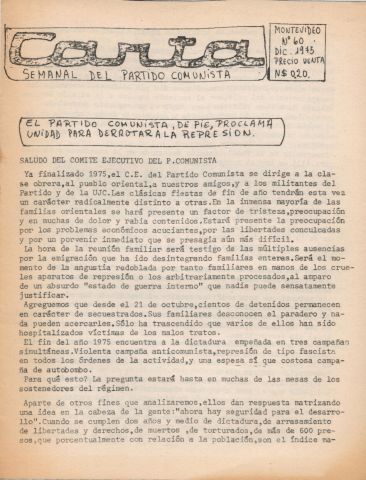 Carta
SEMANAL DEL PARTIDO COMUNISTA
MONTEVIDEO
Nº 60
DIC. 1975
PRECIO VENTA
N$ 0,20.
EL PARTIDO COMUNISTA, DE PIE, PROCLAMA
UNIDAD PARA DERROTAR A LA REPRESION.
SALUDO DEL COMITE EJECUTIVO DEL P.COMUNISTA
Ya finalizado 1975,el C.E. del Partido Comunista se dirige a la cla-
se obrera,al pueblo oriental,a nuestros amigos,y a los militantes del
Partido y de la UJC.Las clásicas fiestas de fin de año tendrán esta vez
un carácter radicalmente distinto a otras.En la inmensa mayoría de las
familias orientales se hará presente un factor de tristeza,preocupación
y en muchas de dolor y rabia contenidos.Estará presente la preocupación
por los problemas económicos acuciantes,por las libertades conculcadas
y por un porvenir inmediato que se presagia aún más difícil.
La hora de la reunión familiar será testigo de las múltiples ausencias
por la emigración que ha ido desintegrando familias enteras.Será el mo-
mento de la angustia redoblada por tanto familiares en manos de los crue-
les aparatos de represión o los arbitrariamente procesados,al amparo
de un absurdo "estado de guerra interno" que nadie puede sensatamente
justificar.
Agreguemos que desde el 21 de octubre,cientos de detenidos permanecen
en carácter de secuestrados.Sus familiares desconocen el paradero y na-
da pueden acercarles,Sólo ha trascendido que varios de ellos han sido
hospitalizados víctimas de los malos tratos.
El fin del año 1975 encuentra a la dictadura empeñada en tres campañas
simultíneas.Violenta campaña anticomunista,represión de tipo fascista
en todos los órdenes de la actividad,y una espesa sí que costosa campa-
ña de autobombo.
Para qué esto? La pregunta estará hasta en muchas de las mesas de los
sostenedores del régimen.
Aparte de otros fines que analizaremos,ellos dan respuesta matrizando
una idea en la cabeza de la gente:"ahora hay seguridad para el desarro-
llo".Cuando se cumplen dos años y medio de dictadura,de arrasamiento
de libertades y derechos,de muertos ,de torturados,de más de 600 pre-
sos,que porcentualmente con relación a la población,son el índice ma-